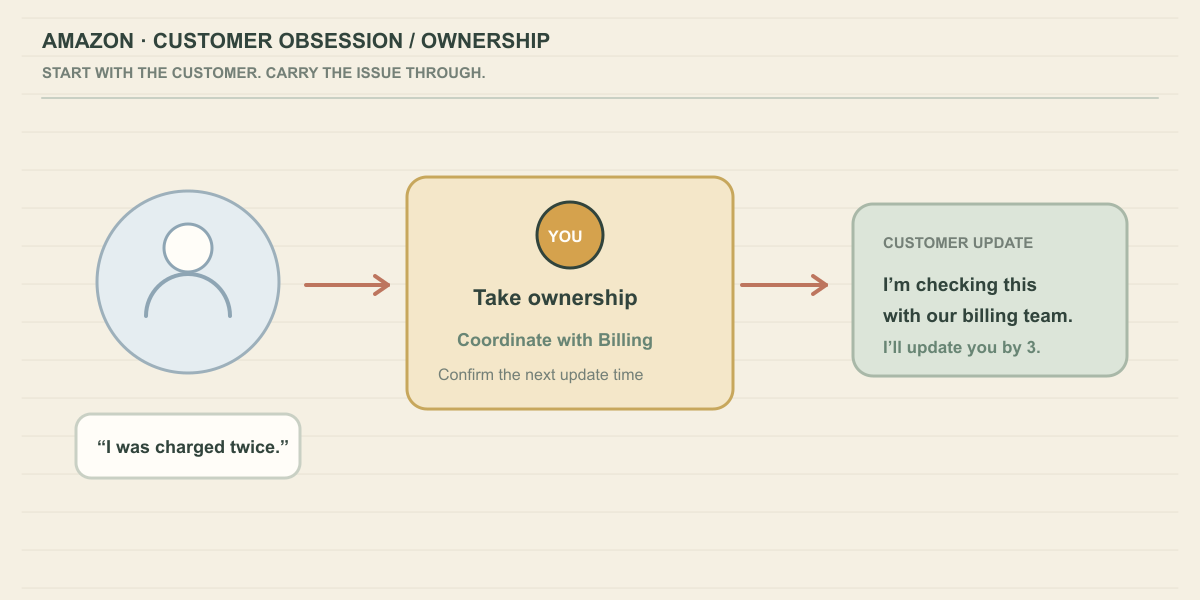 AMAZON · CUSTOMER OBSESSION / OWNERSHIP
START WITH THE CUSTOMER. CARRY THE ISSUE THROUGH.
“I was charged twice.”
YOU
Take ownership
Coordinate with Billing
Confirm the next update time
CUSTOMER UPDATE
I’m checking this
with our billing team.
I’ll update you by 3.